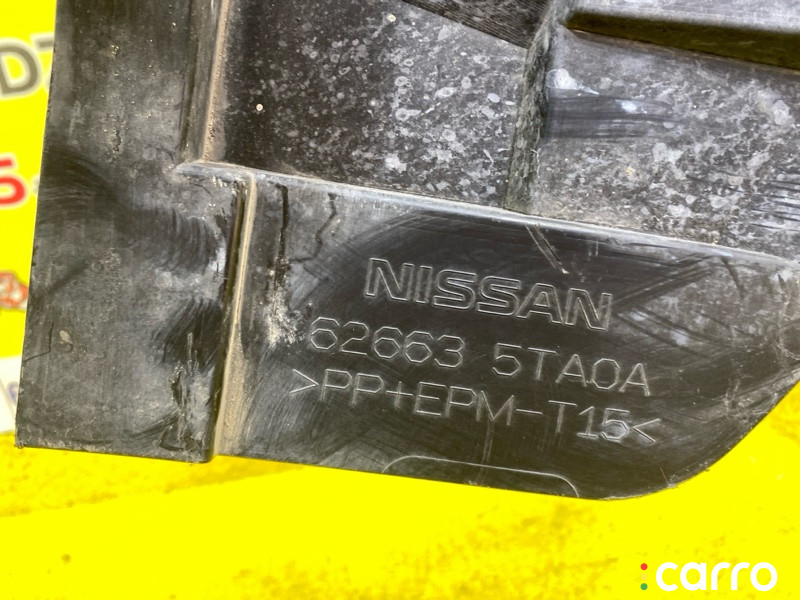 NISSAN
62663 5TA0A
>PP+EPM-T15<
carro